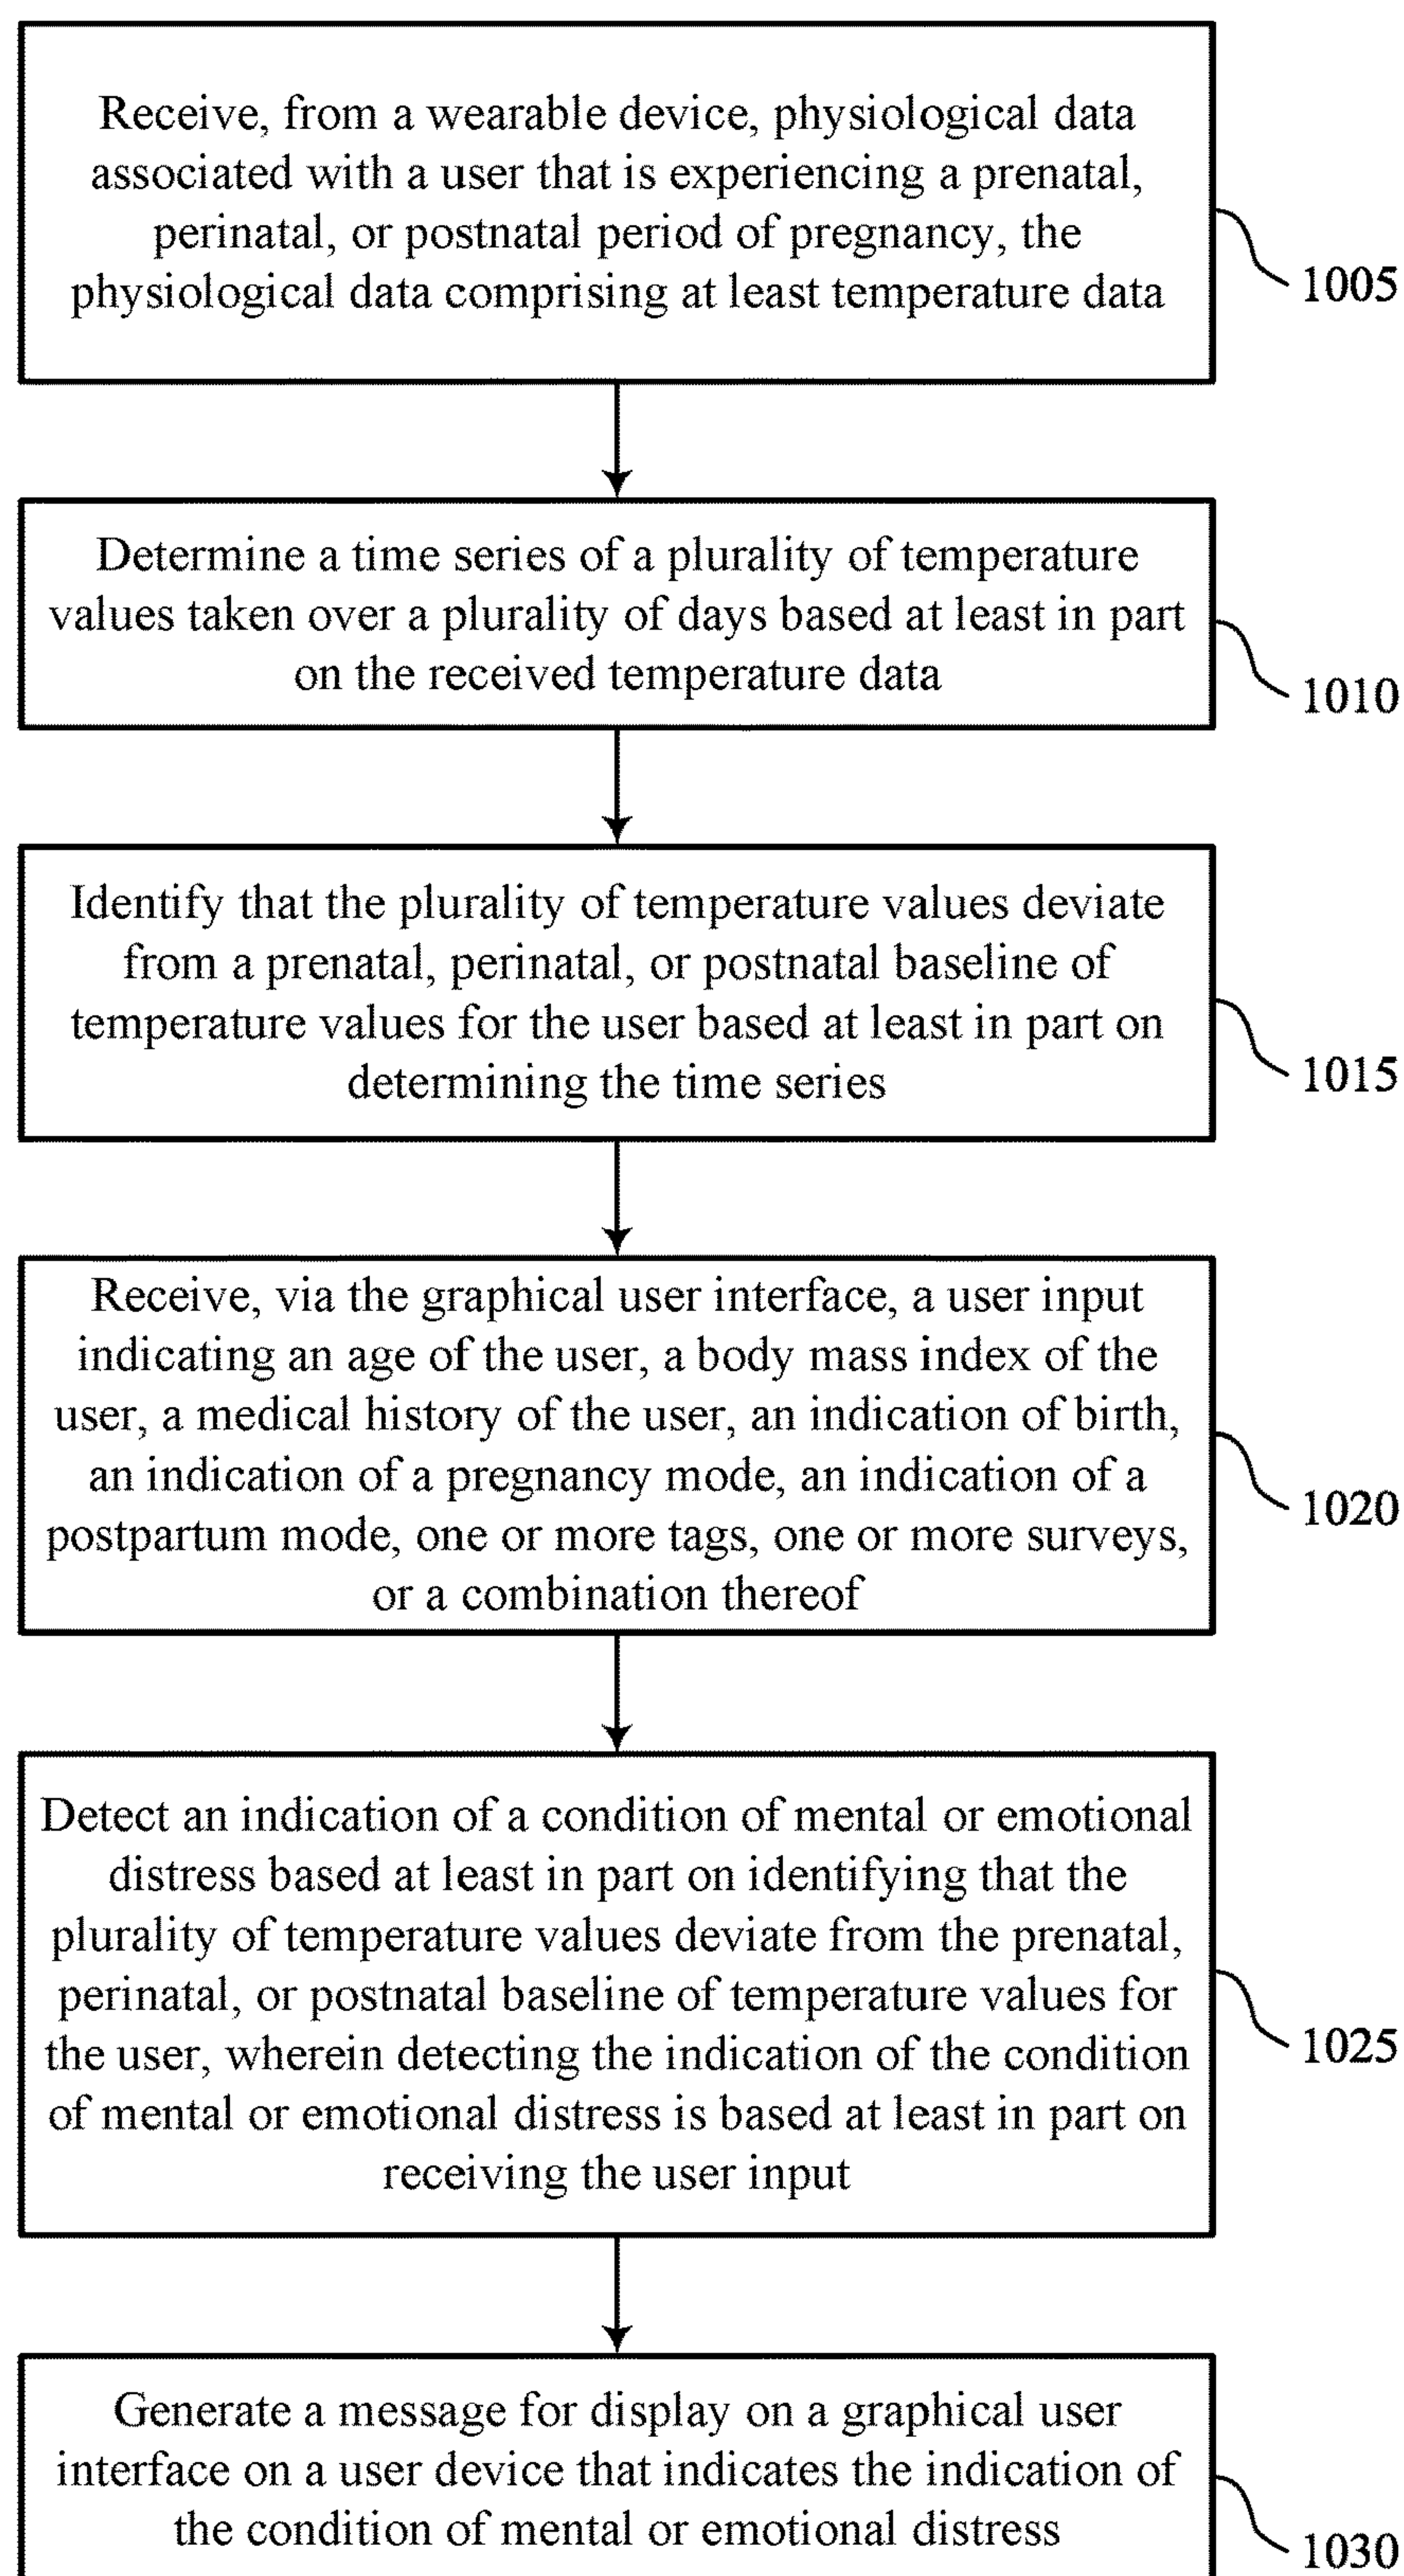 Receive, from a wearable device, physiological data
associated with a user that is experiencing a prenatal,
perinatal, or postnatal period of pregnancy, the
physiological data comprising at least temperature data
1005
Determine a time series of a plurality of temperature
values taken over a plurality of days based at least in part
on the received temperature data
1010
Identify that the plurality of temperature values deviate
from a prenatal, perinatal, or postnatal baseline of
temperature values for the user based at least in part on
determining the time series
1015
Receive, via the graphical user interface, a user input
indicating an age of the user, a body mass index of the
user, a medical history of the user, an indication of birth,
an indication of a pregnancy mode, an indication of a
postpartum mode, one or more tags, one or more surveys,
or a combination thereof
1020
Detect an indication of a condition of mental or emotional
distress based at least in part on identifying that the
plurality of temperature values deviate from the prenatal,
perinatal, or postnatal baseline of temperature values for
the user, wherein detecting the indication of the condition
of mental or emotional distress is based at least in part on
receiving the user input
1025
Generate a message for display on a graphical user
interface on a user device that indicates the indication of
the condition of mental or emotional distress
1030